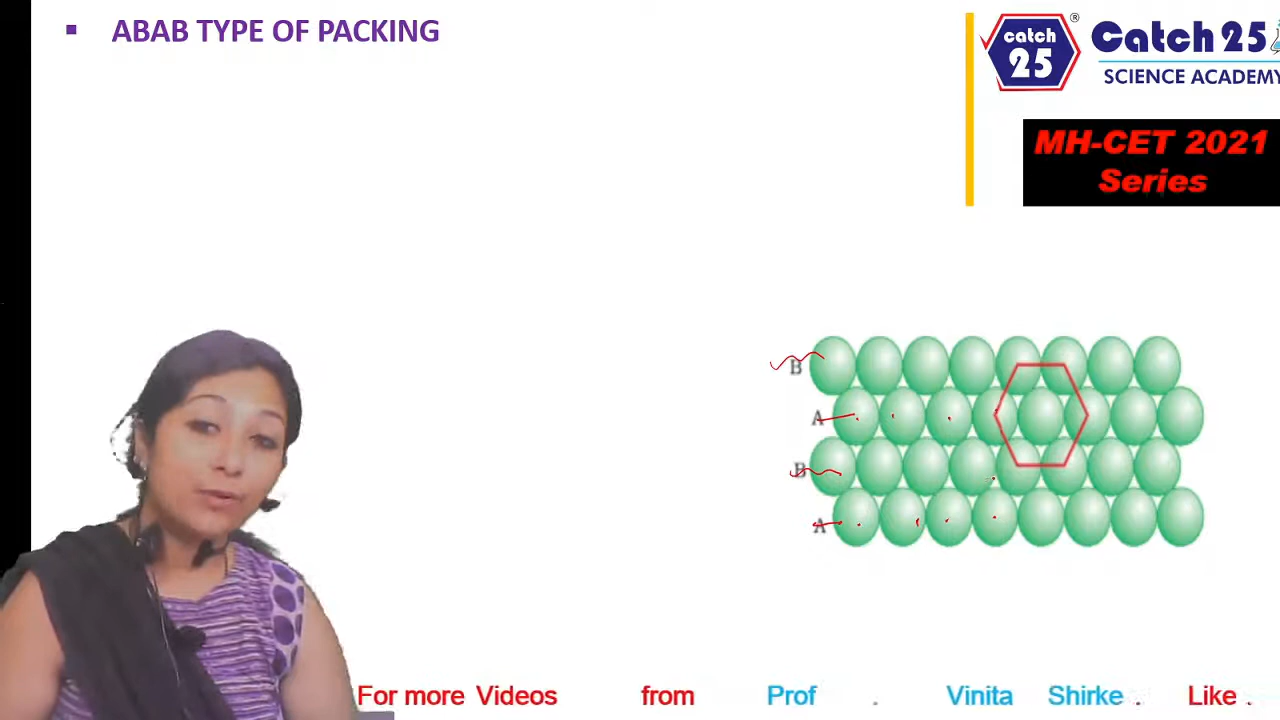 ▪ ABAB TYPE OF PACKING
catch
25
®
Catch 25
SCIENCE ACADEMY
MH-CET 2021
Series
B
A
B
A
For more Videos from Prof . Vinita Shirke . Like .